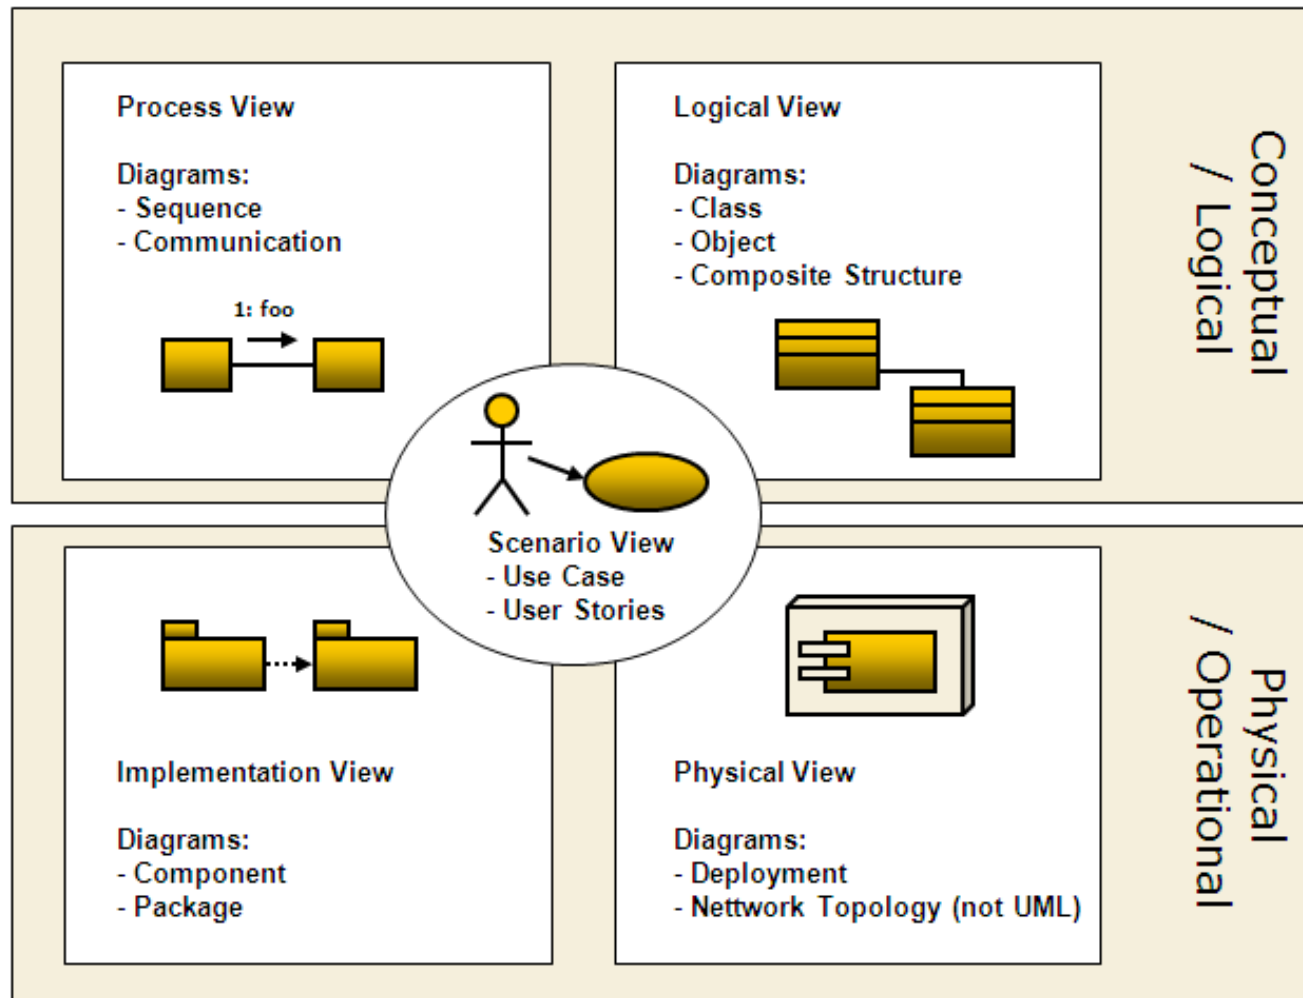 Process View
Diagrams:
- Sequence
- Communication
1: foo
Logical View
Diagrams:
- Class
- Object
- Composite Structure
Conceptual
/ Logical
Scenario View
- Use Case
- User Stories
Implementation View
Diagrams:
- Component
- Package
Physical View
Diagrams:
- Deployment
- Nettwork Topology (not UML)
Physical
/ Operational